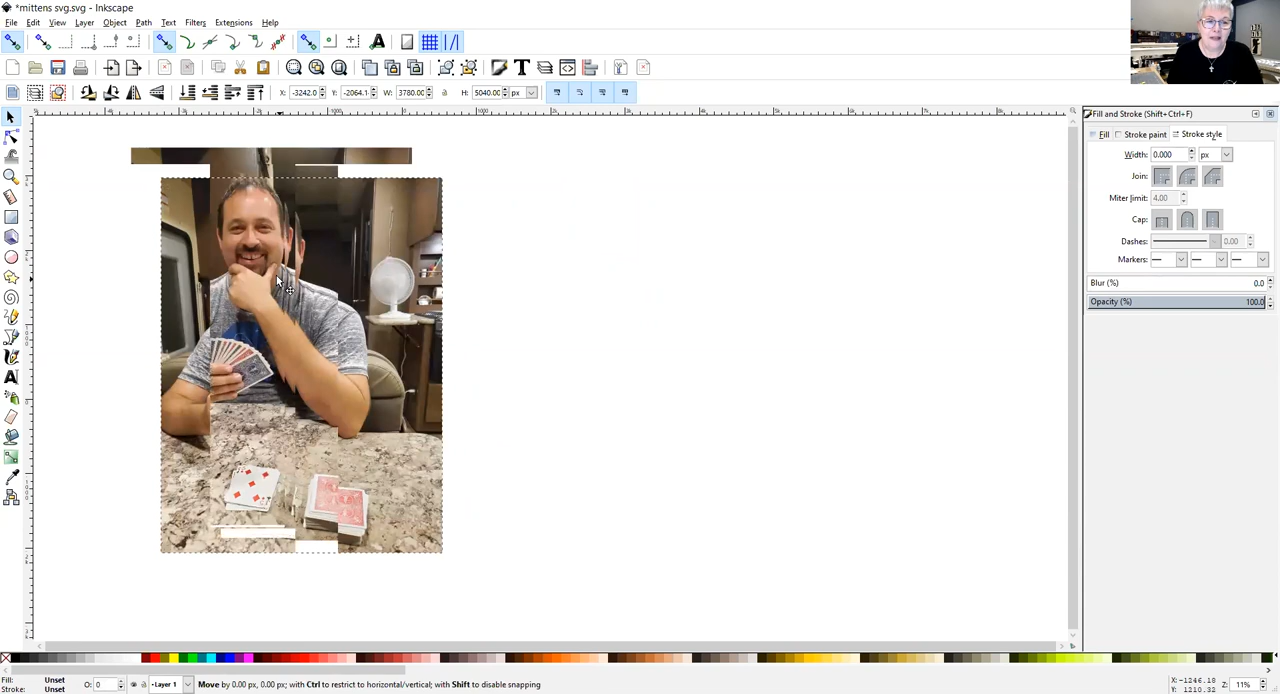 *mittens svg.svg - Inkscape
File Edit View Layer Object Path Text Filters Extensions Help
X: -3242.0 Y: -2064.1 W: 3780.00 H: 5040.00 px
Fill and Stroke (Shift+Ctrl+F)
Fill Stroke paint Stroke style
Width: 0.000 px
Join:
Miter limit: 4.00
Cap:
Dashes: 0.00
Markers:
Blur (%) 0.0
Opacity (%) 100.0
Fill: Unset
Stroke: Unset
O: 0
Layer 1
Move by 0.00 px, 0.00 px; with Ctrl to restrict to horizontal/vertical; with Shift to disable snapping
X: -1246.18
Y: 1210.32
Z: 11%